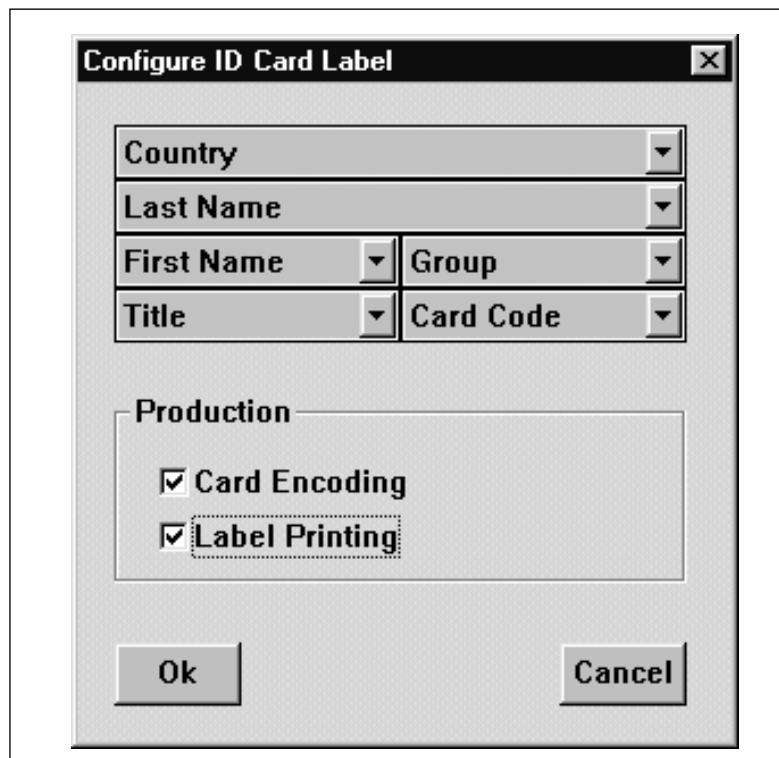 Configure ID Card Label
Country
Last Name
First Name Group
Title Card Code
Production
Card Encoding
Label Printing
Ok Cancel